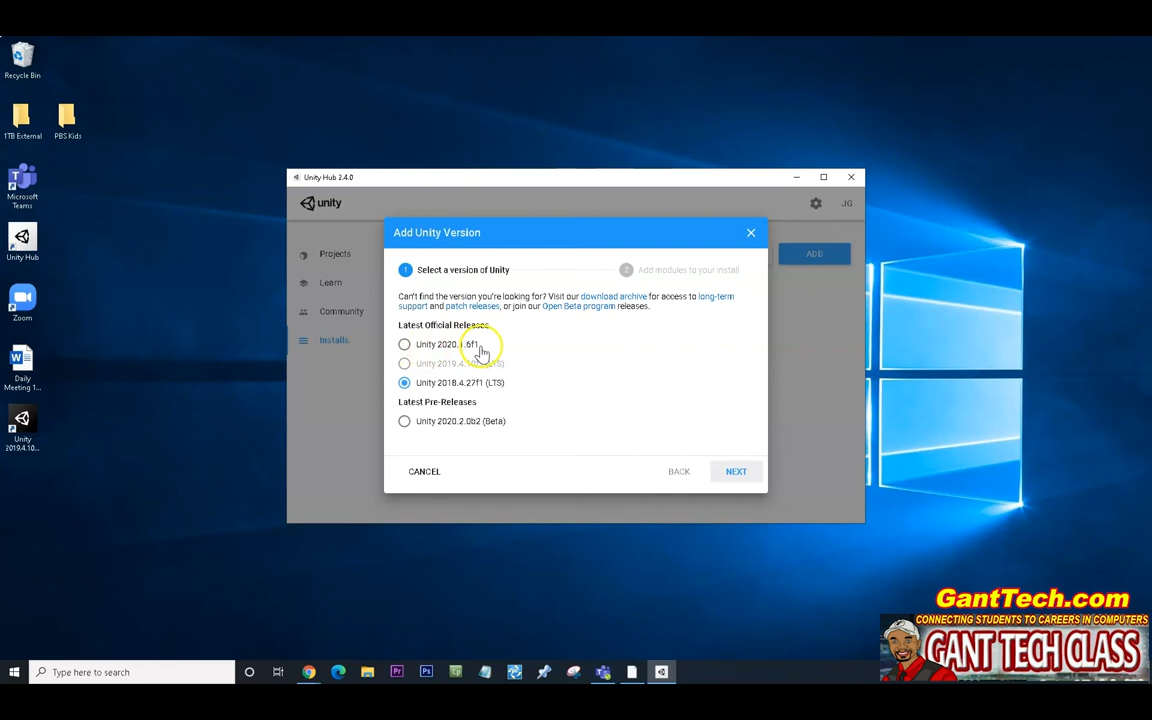 Recycle Bin
1TB External
PBS Kids
Microsoft
Teams
Unity Hub
Zoom
Daily
Meeting 1...
Unity
2019.4.10...
Unity Hub 2.4.0
unity
JG
Projects
Learn
Community
Installs
ADD
Add Unity Version
1
Select a version of Unity
2
Add modules to your install
Can't find the version you're looking for? Visit our download archive for access to long-term
support and patch releases, or join our Open Beta program releases.
Latest Official Releases
Unity 2020.1.6f1
Unity 2019.4. (LTS)
Unity 2018.4.27f1 (LTS)
Latest Pre-Releases
Unity 2020.2.0b2 (Beta)
CANCEL
BACK
NEXT
Type here to search
Pr
Ps
Cp
GantTech.com
CONNECTING STUDENTS TO CAREERS IN COMPUTERS
GANT TECH CLASS